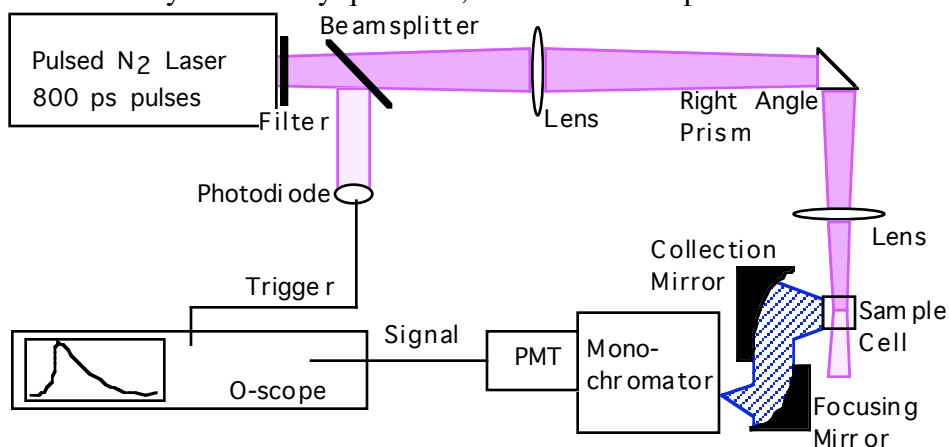 Beamsplitter
Pulsed N2 Laser
800 ps pulses
Filter
Lens
Right Angle
Prism
Photodiode
Lens
Collection
Mirror
Trigger
Sample
Cell
Signal
PMT
Mono-
chromator
O-scope
Focusing
Mirror